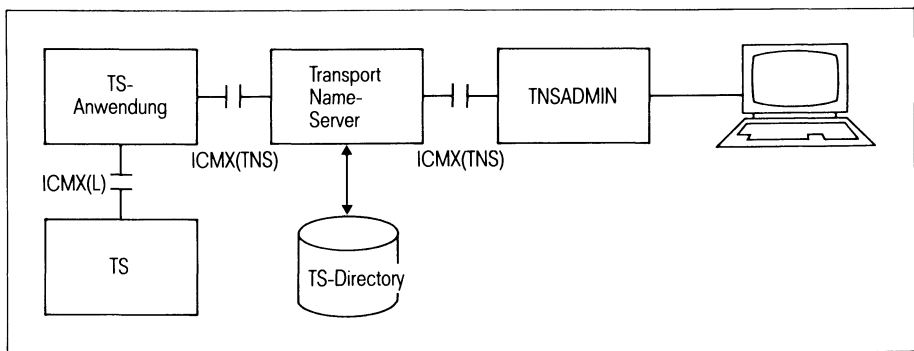 TS-
Anwendung
Transport
Name-
Server
TNSADMIN
ICMX(TNS)
ICMX(TNS)
ICMX(L)
TS
TS-Directory